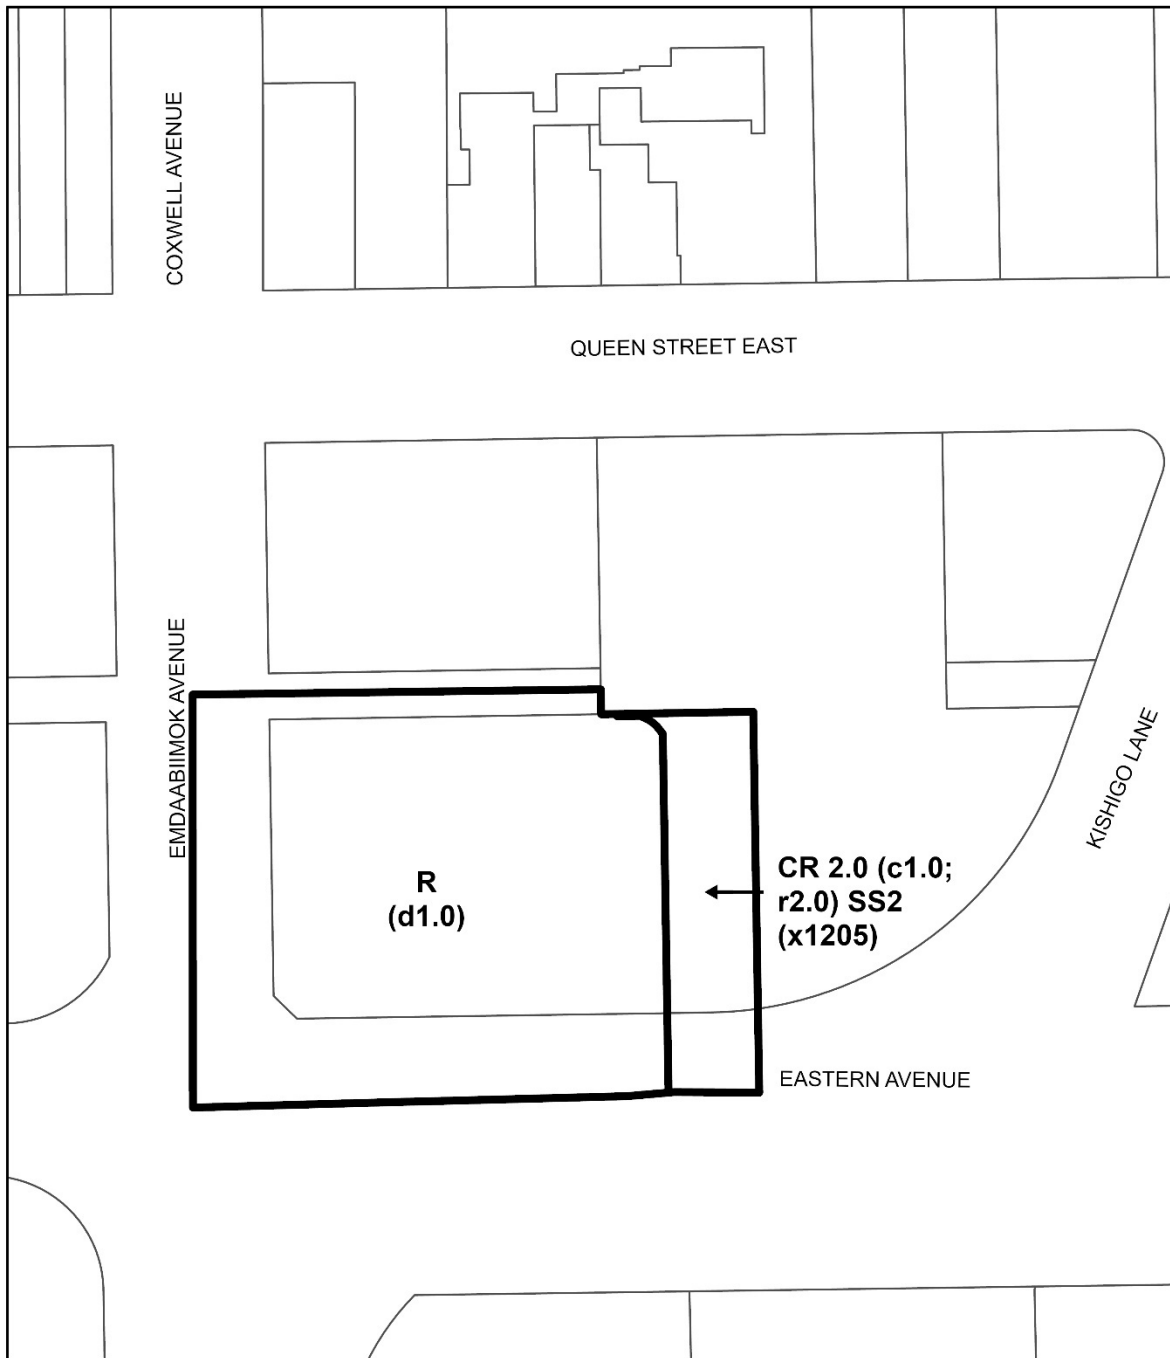 COXWELL AVENUE
QUEEN STREET EAST
EMDAABIIMOK AVENUE
KISHIGO LANE
R
(d1.0)
CR 2.0 (c1.0;
r2.0) SS2
(x1205)
EASTERN AVENUE